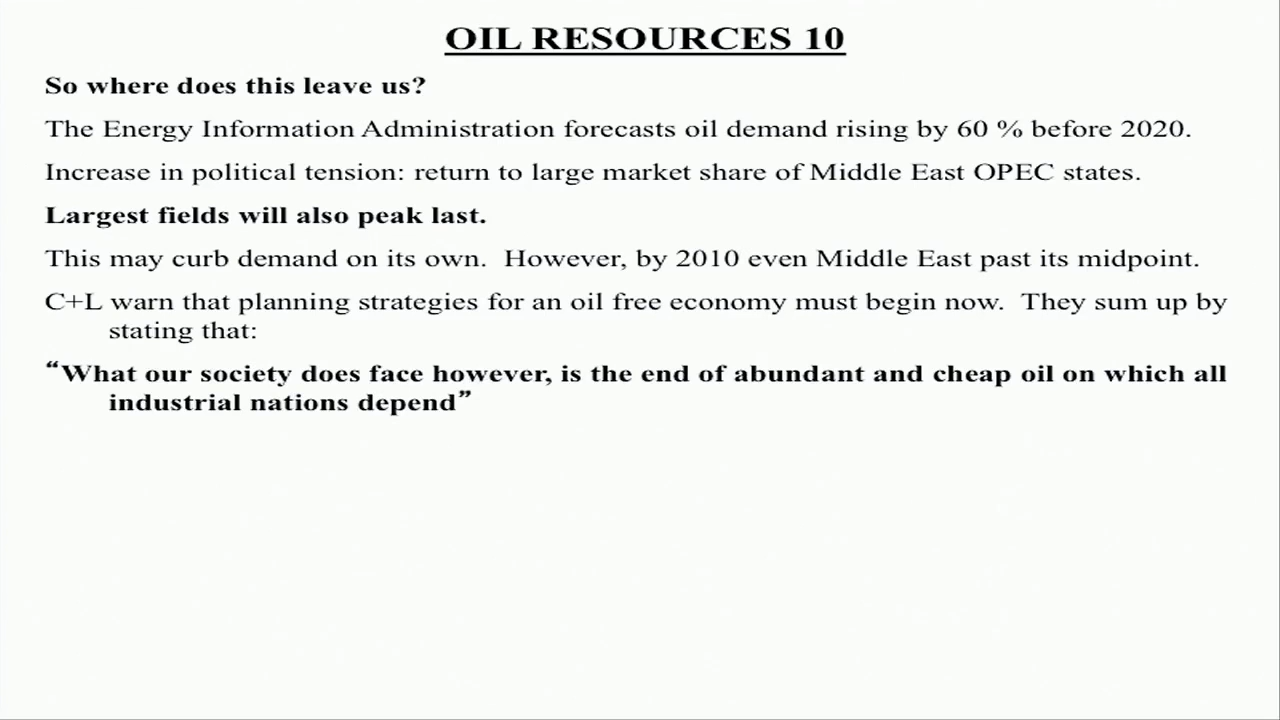 OIL RESOURCES 10
So where does this leave us?
The Energy Information Administration forecasts oil demand rising by 60 % before 2020.
Increase in political tension: return to large market share of Middle East OPEC states.
Largest fields will also peak last.
This may curb demand on its own.  However, by 2010 even Middle East past its midpoint.
C+L warn that planning strategies for an oil free economy must begin now.  They sum up by
stating that:
“What our society does face however, is the end of abundant and cheap oil on which all
industrial nations depend”